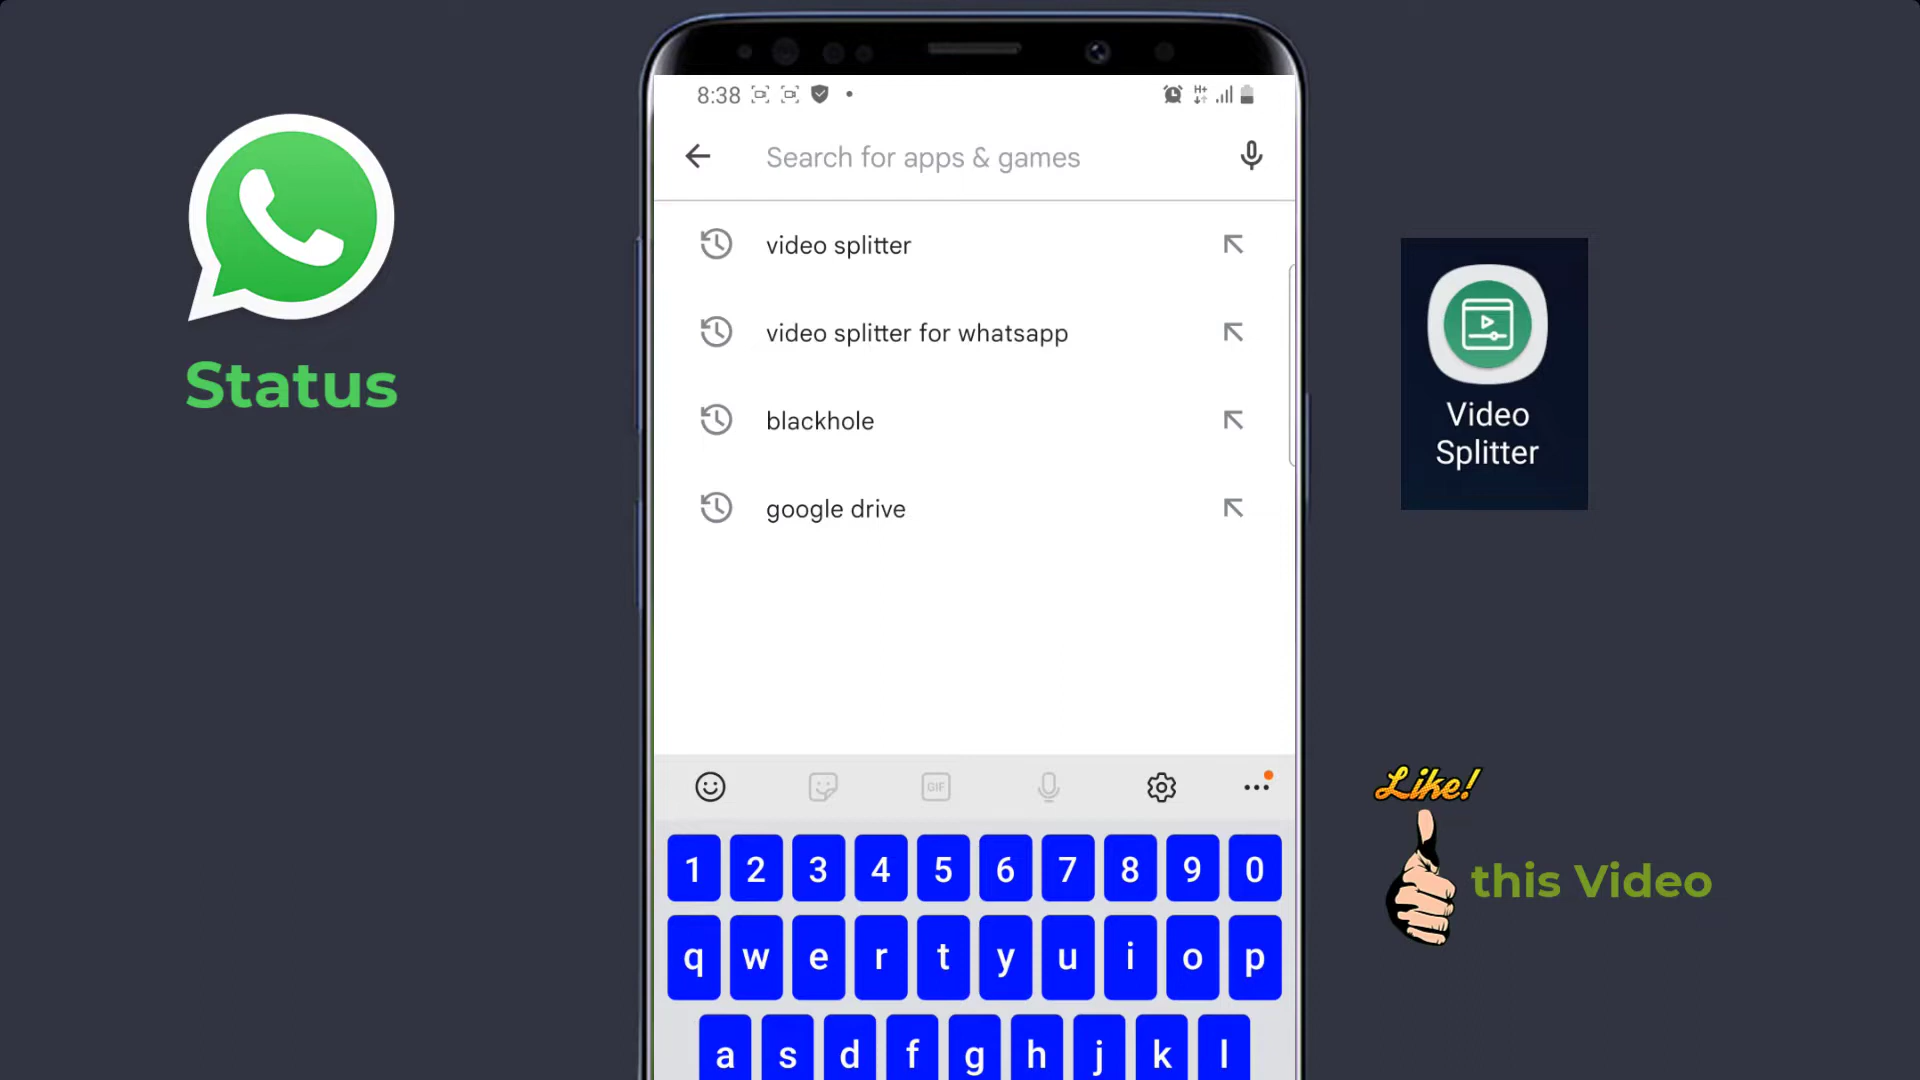 8:38
H+
Search for apps & games
video splitter
video splitter for whatsapp
blackhole
google drive
Status
Video
Splitter
Like!
this Video
GIF
1 2 3 4 5 6 7 8 9 0
q w e r t y u i o p
a s d f g h j k l